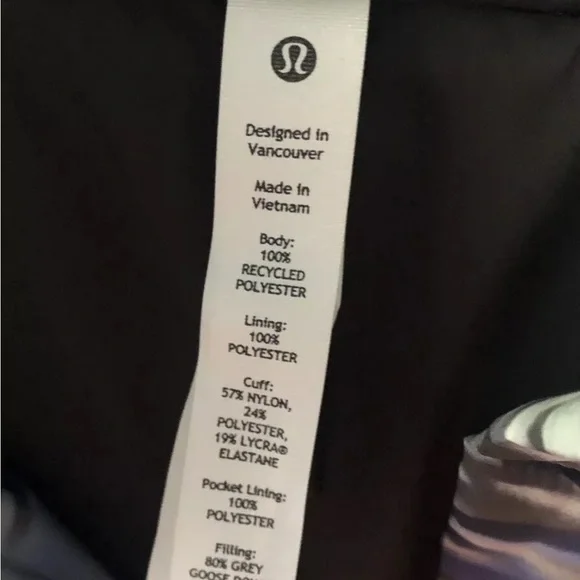 Designed in
Vancouver
Made in
Vietnam
Body:
100%
RECYCLED
POLYESTER
Lining:
100%
POLYESTER
Cuff:
57% NYLON,
24%
POLYESTER,
19% LYCRA®
ELASTANE
Pocket Lining:
100%
POLYESTER
Filling:
80% GREY
GOOSE